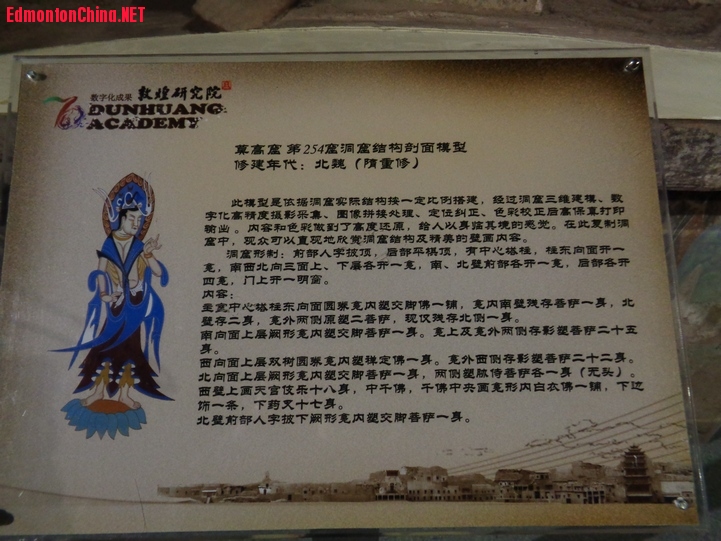 EdmontonChina.NET
数字化成果 敦煌研究院
70 DUNHUANG
ACADEMY
莫高窟 第254窟洞窟结构剖面模型
修建年代：北魏（隋重修）
此模型是依据洞窟实际结构按一定比例搭建，经过洞窟三维建模、数
字化高精度摄影采集、图像拼接处理、定位纠正、色彩校正后高保真打印
输出。内容和色彩做到了高度还原，给人以身临其境的感觉。在此复制洞
窟中，观众可以直观地欣赏洞窟结构及精美的壁画内容。
洞窟形制：前部人字披顶，后部平棋顶，有中心塔柱，柱东向面开一
龛，南西北向三面上、下层各开一龛，南、北壁前部各开一龛，后部各开
四龛，门上开一明窗。
内容：
主室中心塔柱东向面圆券龛内塑交脚佛一铺，龛内南壁残存菩萨一身，北
壁存二身，龛外两侧原塑二菩萨，现仅残存北侧一身。
南向面上层阙形龛内塑交脚菩萨一身。龛上及龛外两侧存影塑菩萨二十五
身。
西向面上层双树圆券龛内塑禅定佛一身。龛外西侧存影塑菩萨二十二身。
北向面上层阙形龛内塑交脚菩萨一身，两侧塑胁侍菩萨各一身（无头）。
西壁上画天宫伎乐十八身，中千佛，千佛中央画龛形内白衣佛一铺，下边
饰一条，下药叉十七身。
北壁前部人字披下阙形龛内塑交脚菩萨一身。